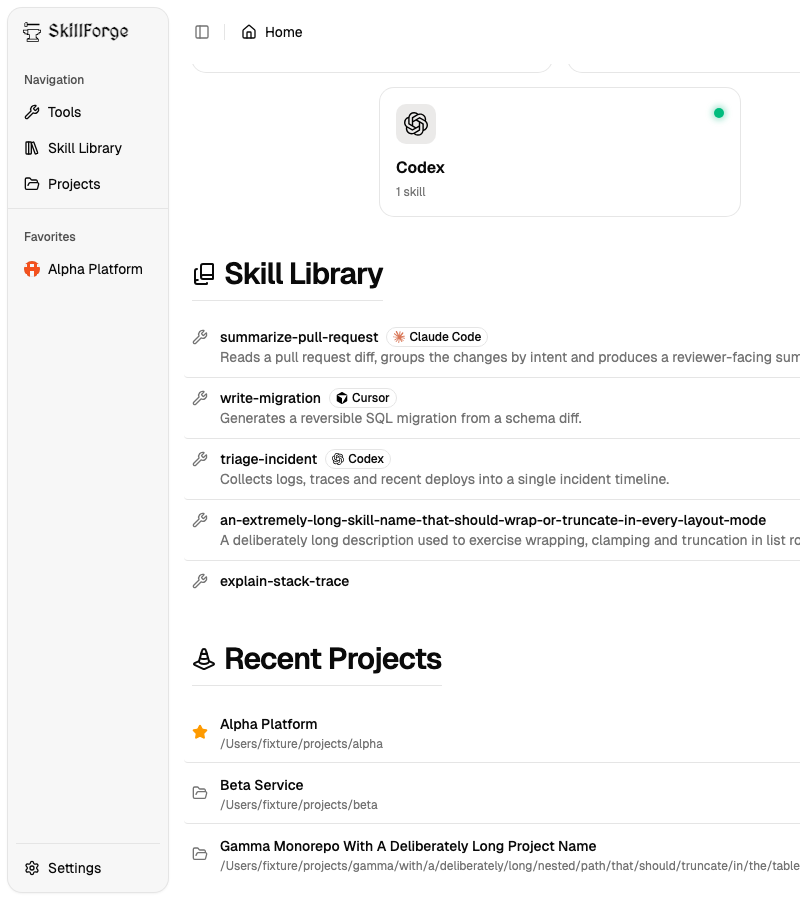 SkillForge
Home
Navigation
Tools
Skill Library
Projects
Favorites
Alpha Platform
Settings
Codex
1 skill
Skill Library
summarize-pull-request Claude Code
Reads a pull request diff, groups the changes by intent and produces a reviewer-facing
write-migration Cursor
Generates a reversible SQL migration from a schema diff.
triage-incident Codex
Collects logs, traces and recent deploys into a single incident timeline.
an-extremely-long-skill-name-that-should-wrap-or-truncate-in-every-layout-mode
A deliberately long description used to exercise wrapping, clamping and truncation in list
explain-stack-trace
Recent Projects
Alpha Platform
/Users/fixture/projects/alpha
Beta Service
/Users/fixture/projects/beta
Gamma Monorepo With A Deliberately Long Project Name
/Users/fixture/projects/gamma/with/a/deliberately/long/nested/path/that/should/truncate/in/the/table